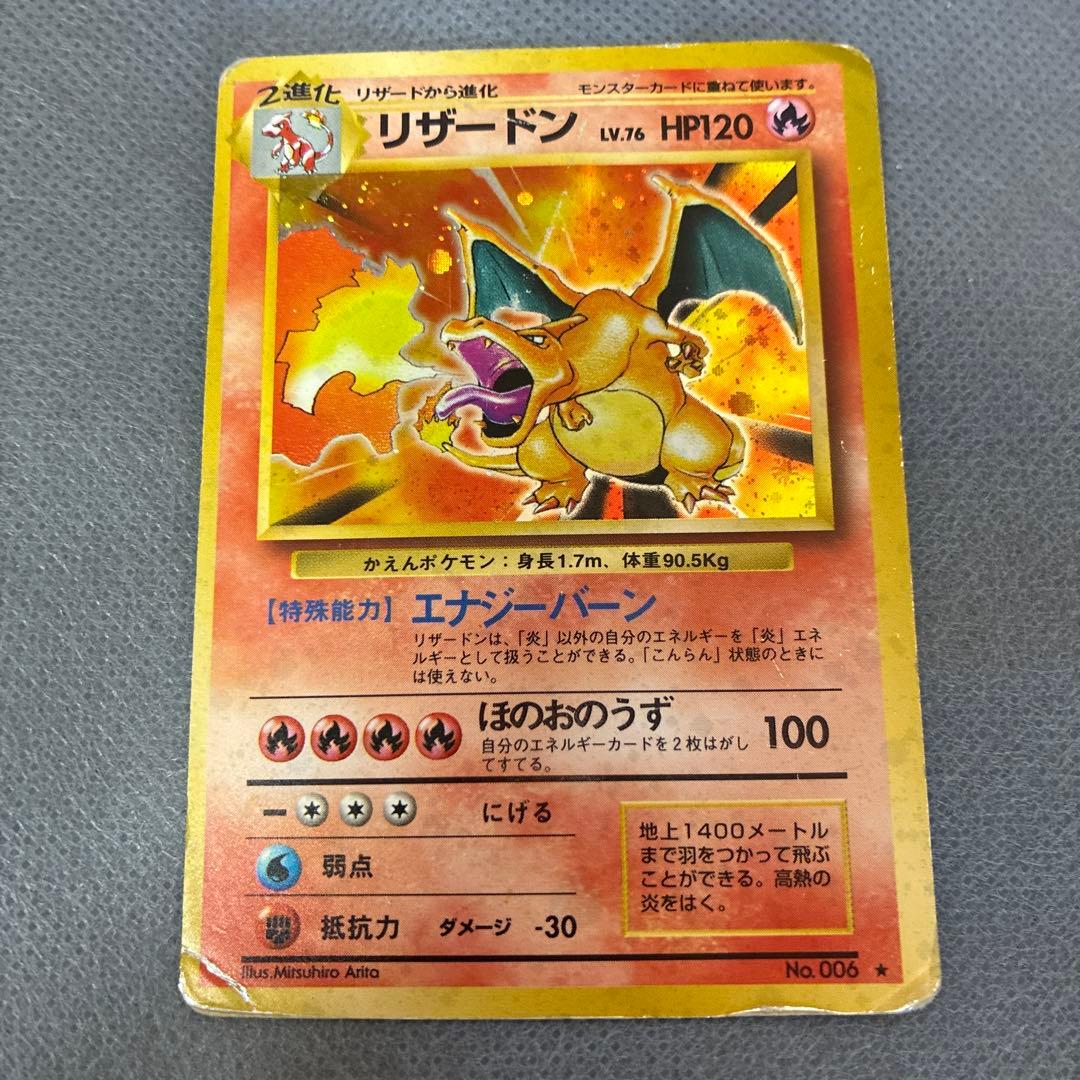 2進化 リザードから進化 モンスターカードに重ねて使います。
リザードン LV.76 HP120
かえんポケモン：身長1.7m、体重90.5Kg
【特殊能力】エナジーバーン
リザードンは、「炎」以外の自分のエネルギーを「炎」エネ
ルギーとして扱うことができる。「こんらん」状態のときに
は使えない。
ほのおのうず 100
自分のエネルギーカードを2枚はがし
てすてる。
にげる
弱点
抵抗力 ダメージ -30
地上1400メートル
まで羽をつかって飛ぶ
ことができる。高熱の
炎をはく。
Illus.Mitsuhiro Arita No.006 ★